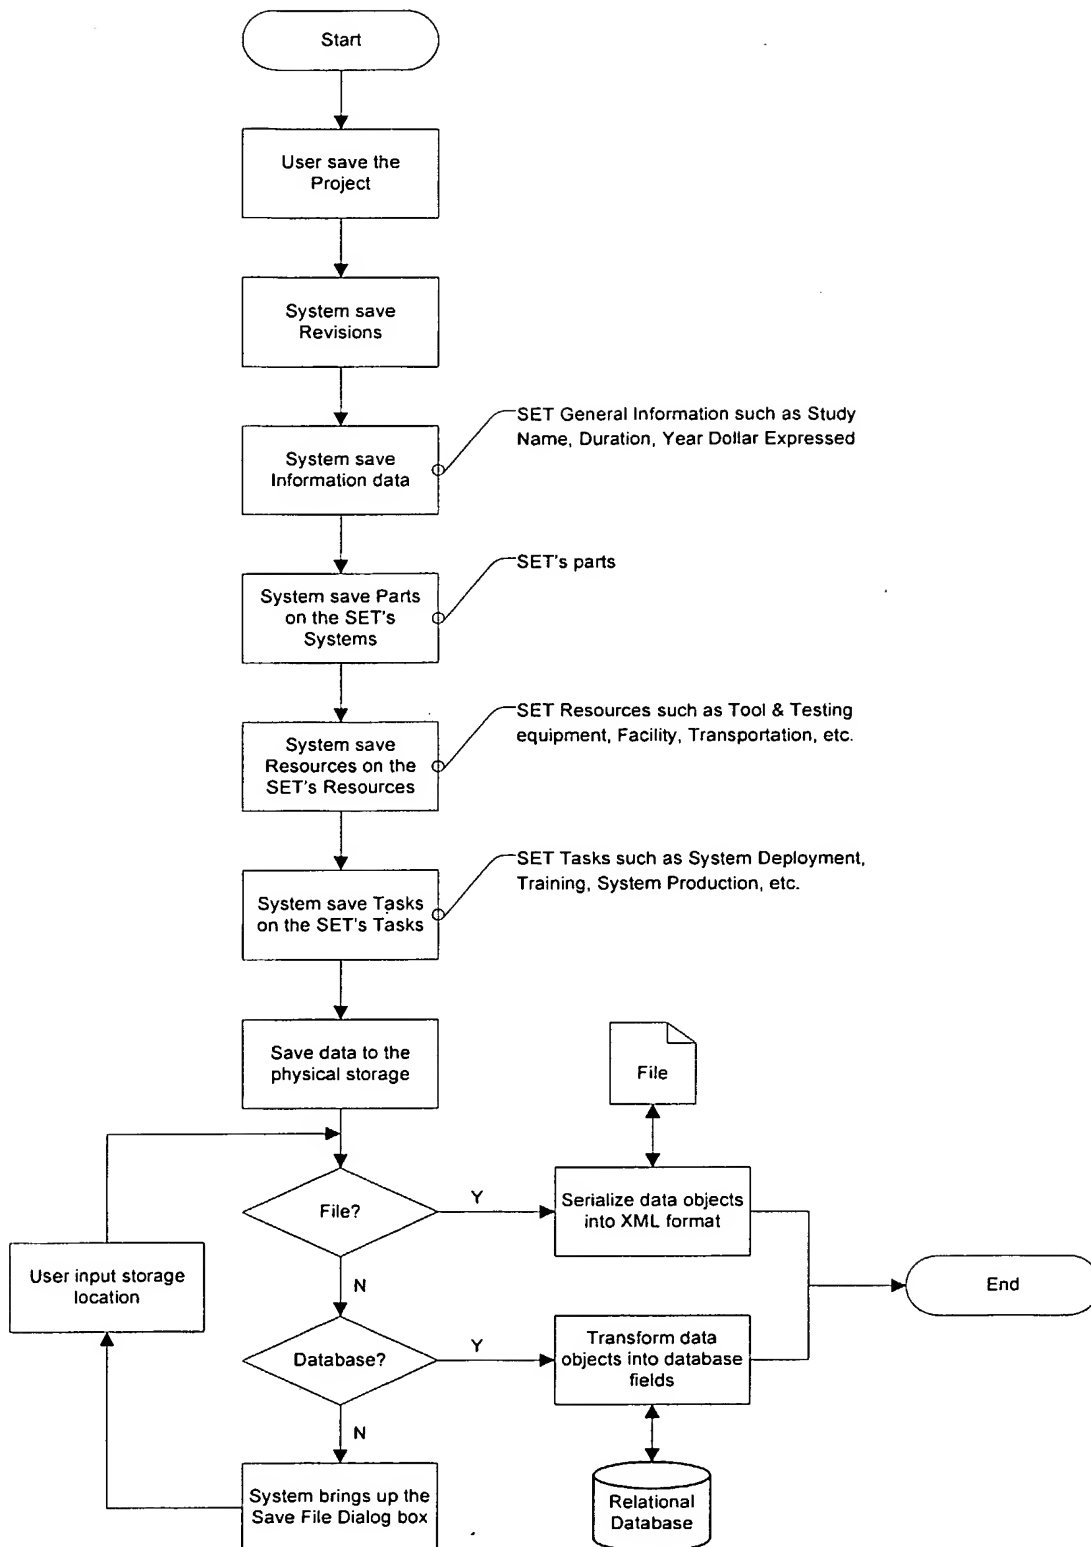 Start
User save the
Project
System save
Revisions
SET General Information such as Study
Name, Duration, Year Dollar Expressed
System save
Information data
SET's parts
System save Parts
on the SET's
Systems
SET Resources such as Tool & Testing
equipment, Facility, Transportation, etc.
System save
Resources on the
SET's Resources
SET Tasks such as System Deployment,
Training, System Production, etc.
System save Tasks
on the SET's Tasks
Save data to the
physical storage
File
File?
Y
Serialize data objects
into XML format
N
User input storage
location
End
Database?
Y
Transform data
objects into database
fields
N
System brings up the
Save File Dialog box
Relational
Database